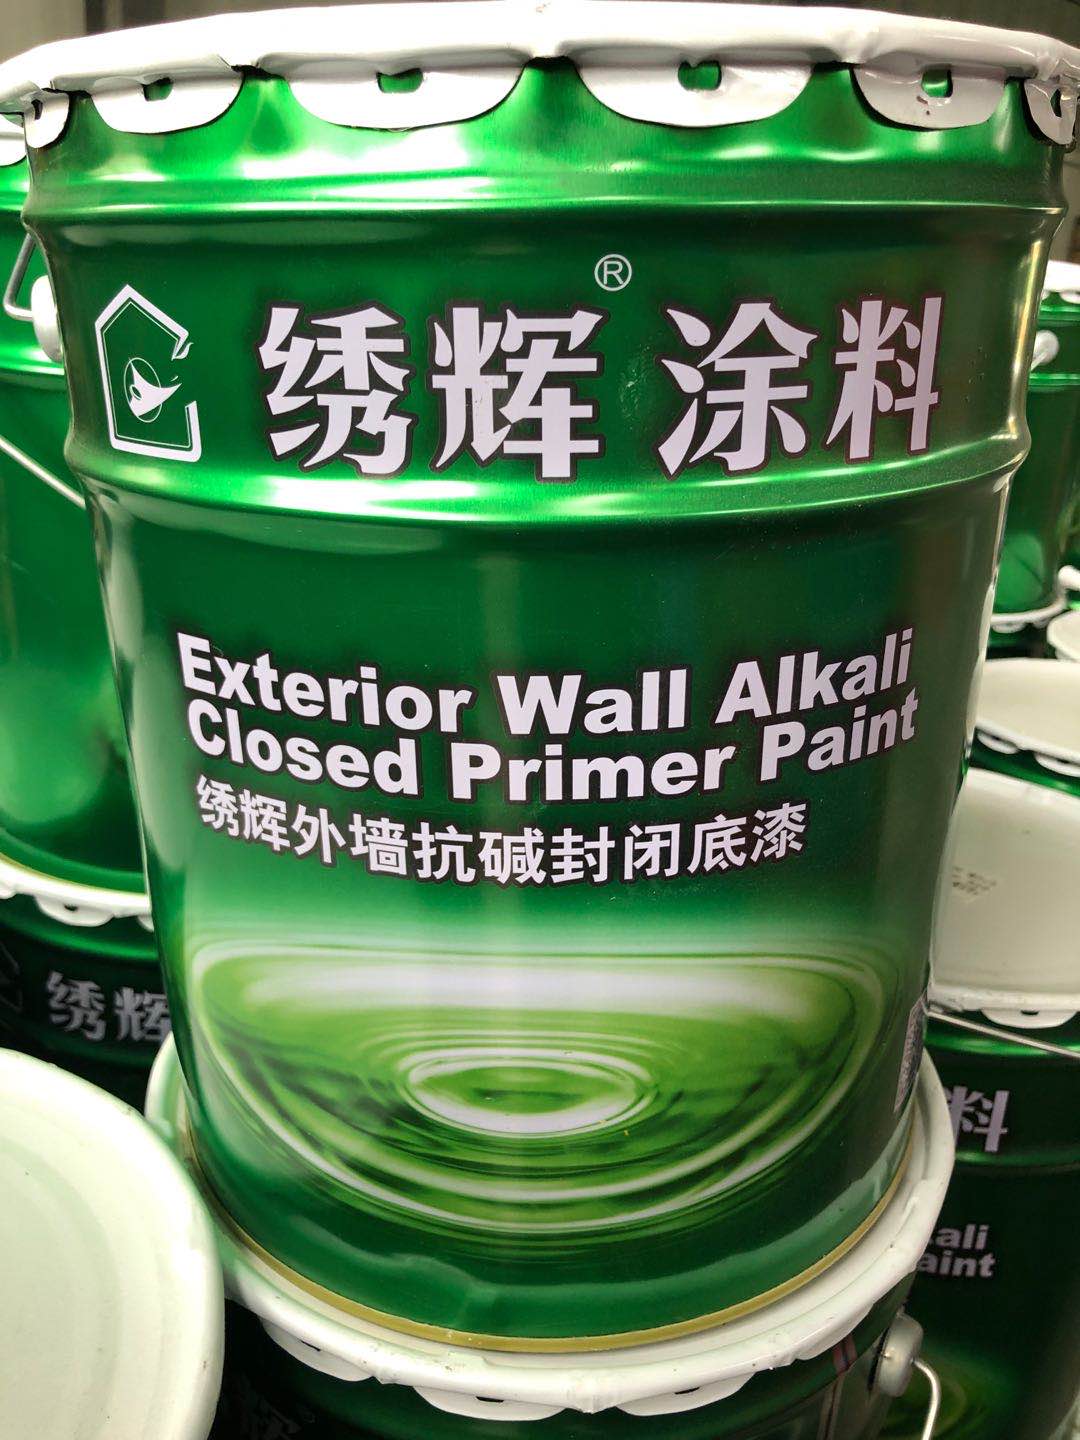 ®
绣辉 涂料
Exterior Wall Alkali
Closed Primer Paint
绣辉外墙抗碱封闭底漆
绣辉
料
ali
aint